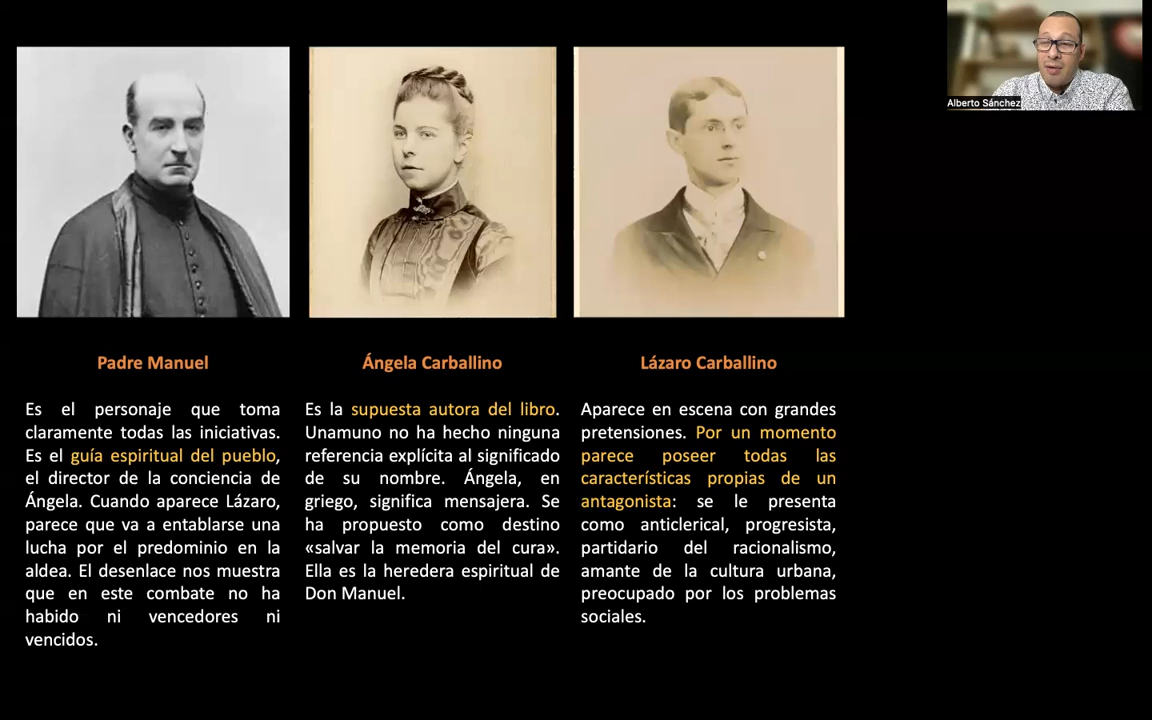 Alberto Sánchez
Padre Manuel
Es el personaje que toma
claramente todas las iniciativas.
Es el guía espiritual del pueblo,
el director de la conciencia de
Ángela. Cuando aparece Lázaro,
parece que va a entablarse una
lucha por el predominio en la
aldea. El desenlace nos muestra
que en este combate no ha
habido ni vencedores ni
vencidos.
Ángela Carballino
Es la supuesta autora del libro.
Unamuno no ha hecho ninguna
referencia explícita al significado
de su nombre. Ángela, en
griego, significa mensajera. Se
ha propuesto como destino
«salvar la memoria del cura».
Ella es la heredera espiritual de
Don Manuel.
Lázaro Carballino
Aparece en escena con grandes
pretensiones. Por un momento
parece poseer todas las
características propias de un
antagonista: se le presenta
como anticlerical, progresista,
partidario del racionalismo,
amante de la cultura urbana,
preocupado por los problemas
sociales.